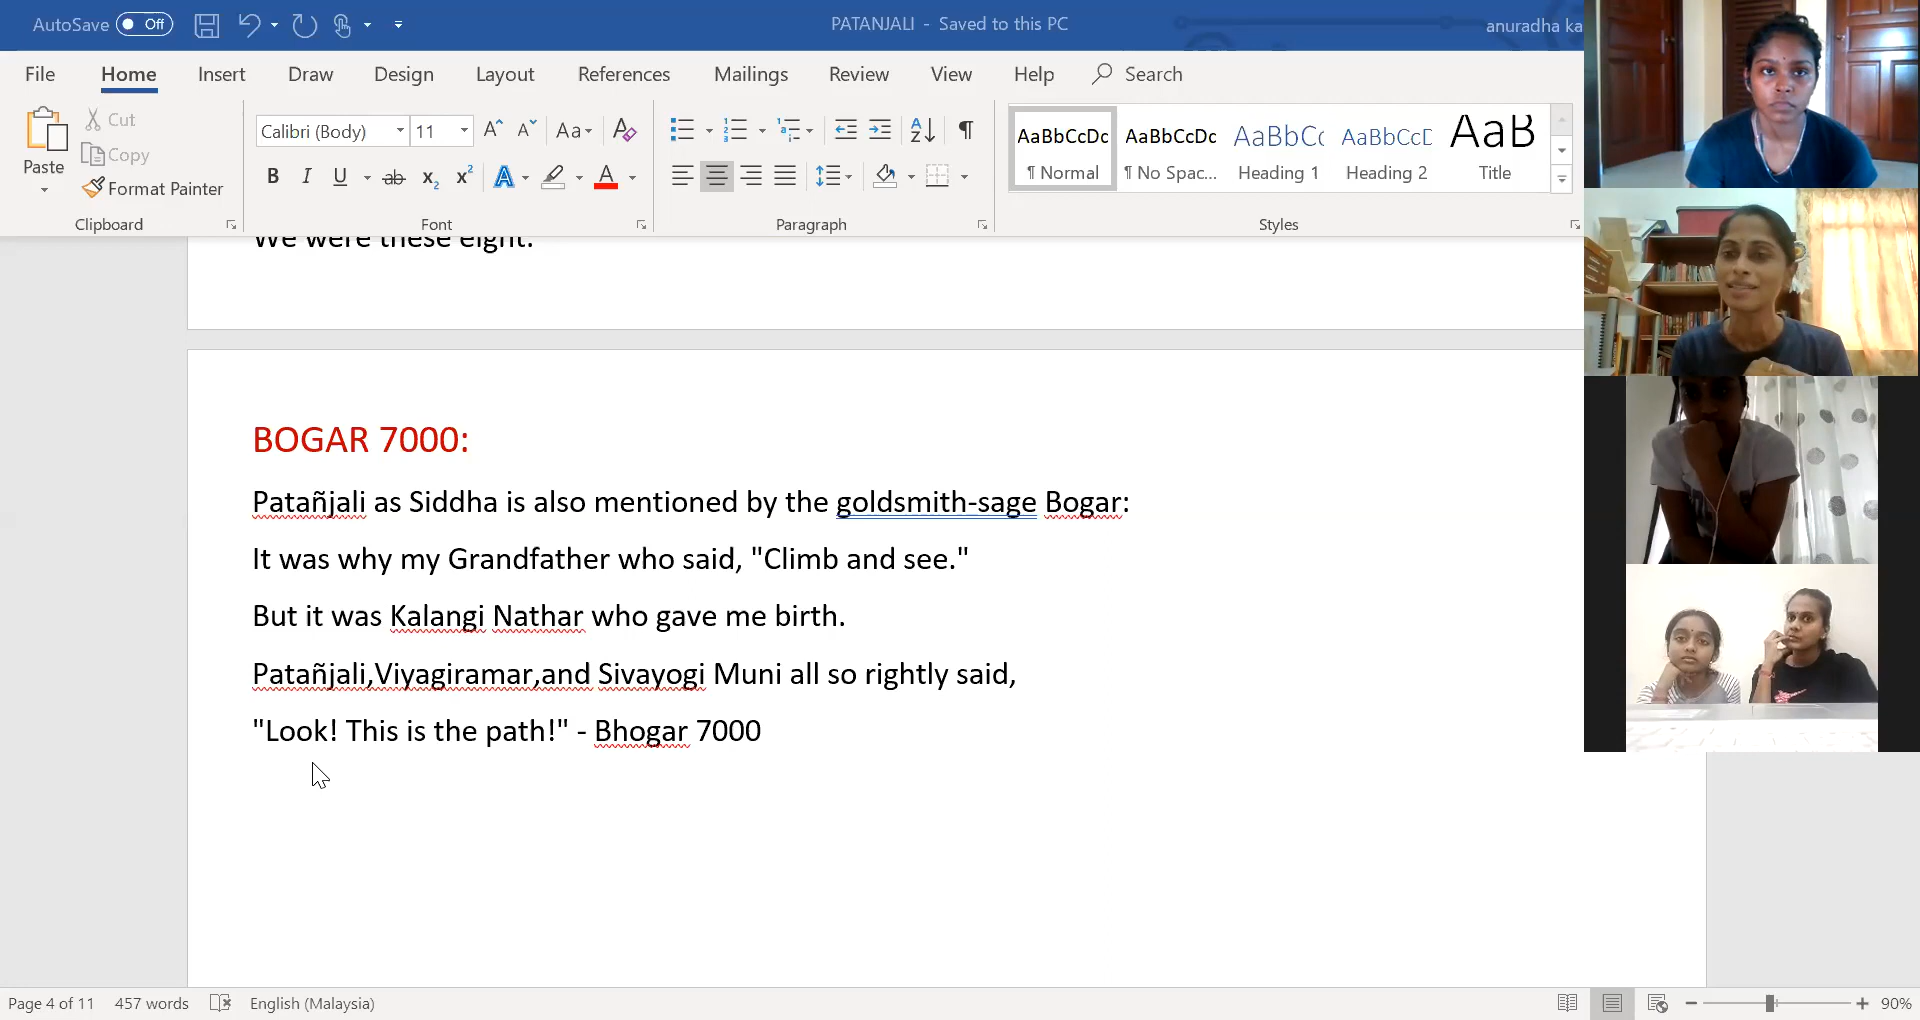 AutoSave Off
PATANJALI - Saved to this PC
anuradha ka
File Home Insert Draw Design Layout References Mailings Review View Help Search
Paste
Cut
Copy
Format Painter
Clipboard
Calibri (Body) 11
Font
Paragraph
AaBbCcDc AaBbCcDc AaBbCc AaBbCcD AaB
¶ Normal ¶ No Spac... Heading 1 Heading 2 Title
Styles
We were these eight.
BOGAR 7000:
Patañjali as Siddha is also mentioned by the goldsmith-sage Bogar:
It was why my Grandfather who said, "Climb and see."
But it was Kalangi Nathar who gave me birth.
Patañjali,Viyagiramar,and Sivayogi Muni all so rightly said,
"Look! This is the path!" - Bhogar 7000
Page 4 of 11 457 words English (Malaysia)
90%